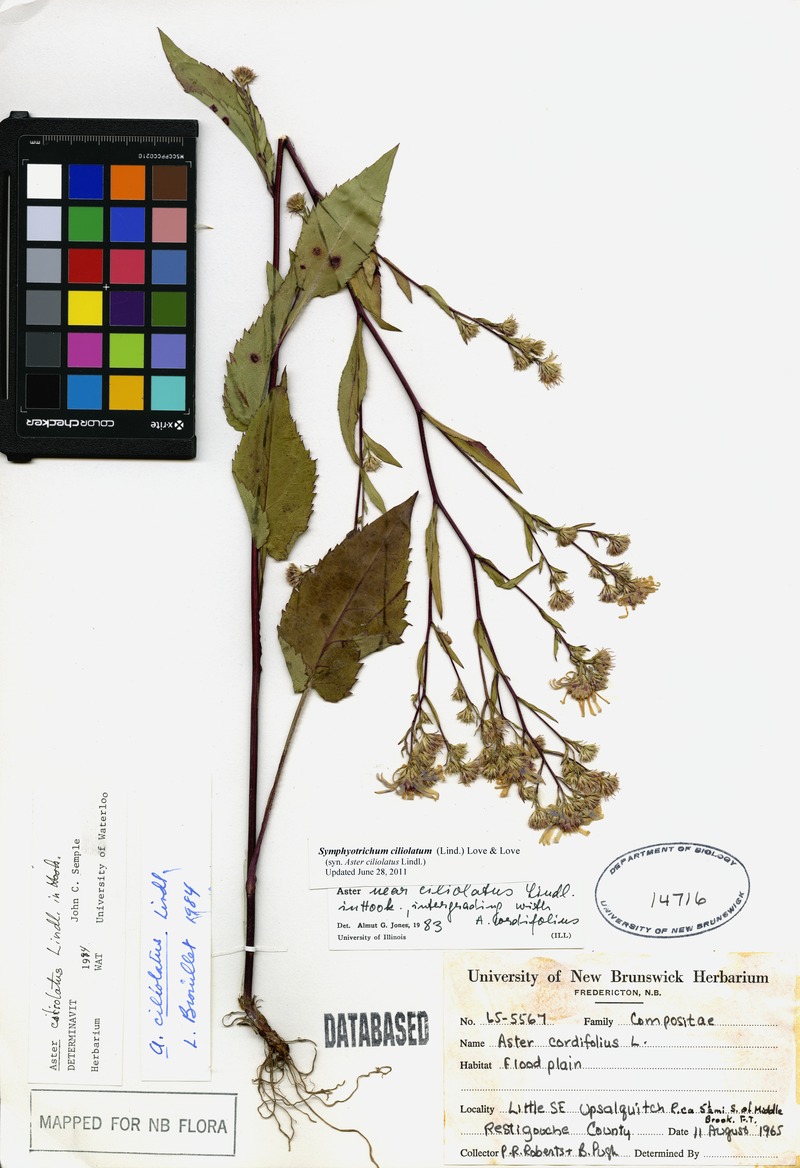 MSCCPPCC0210
mm
colorchecker
x-rite
Symphyotrichum ciliolatum (Lind.) Love & Love
(syn. Aster ciliolatus Lindl.)
Updated June 28, 2011
Aster near ciliolatus Lindl.
in Hook., intergrading with
A. cordifolius
Det. Almut G. Jones, 1983
University of Illinois
(ILL)
DEPARTMENT OF BIOLOGY
14716
UNIVERSITY OF NEW BRUNSWICK
University of New Brunswick Herbarium
FREDERICTON, N.B.
No. 65-5567 Family Compositae
Name Aster cordifolius L.
Habitat Flood plain
Locality Little SE Upsalquitch R. ca 5½ mi S. of Middle
Brook. F.T.
Restigouche County Date 11 August 1965
Collector P.R. Roberts + B. Pugh Determined By
DATABASED
Aster ciliolatus Lindl. in Hook.
DETERMINAVIT 1984 John C. Semple
Herbarium WAT University of Waterloo
A. ciliolatus Lindl.
L. Brouillet 1984
MAPPED FOR NB FLORA